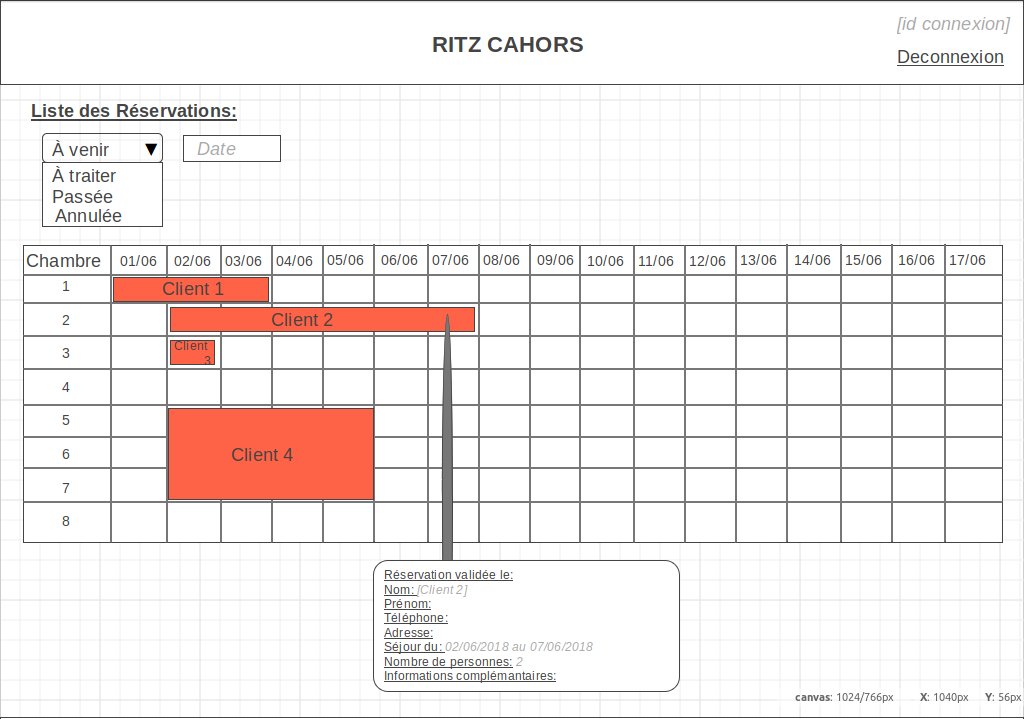 [id connexion]
RITZ CAHORS
Deconnexion
Liste des Réservations:
À venir ▼ Date
À traiter
Passée
Annulée
Chambre 01/06 02/06 03/06 04/06 05/06 06/06 07/06 08/06 09/06 10/06 11/06 12/06 13/06 14/06 15/06 16/06 17/06
1 Client 1
2 Client 2
3 Client
3
4
5
6 Client 4
7
8
Réservation validée le:
Nom: [Client 2]
Prénom:
Téléphone:
Adresse:
Séjour du: 02/06/2018 au 07/06/2018
Nombre de personnes: 2
Informations complémantaires:
canvas: 1024/766px X: 1040px Y: 56px